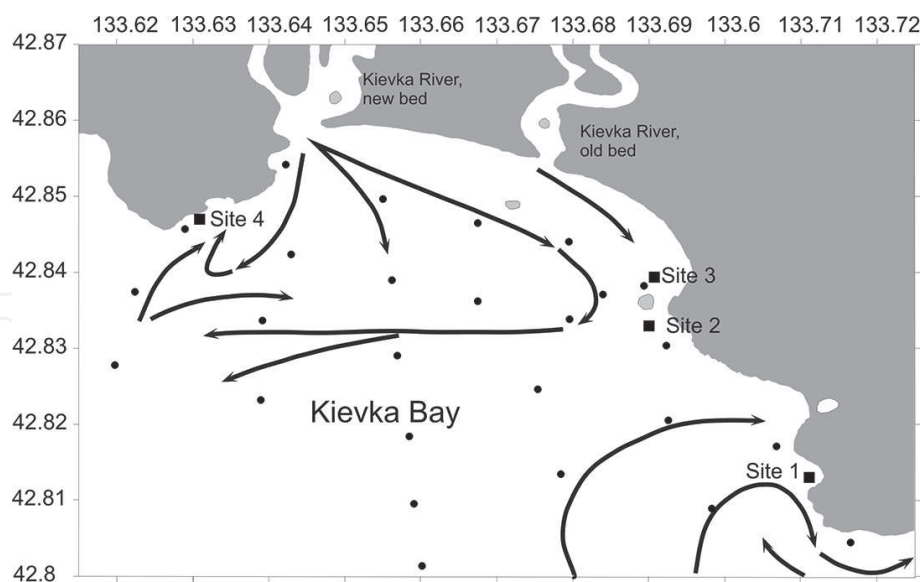 133.62 133.63 133.64 133.65 133.66 133.67 133.68 133.69 133.6 133.71 133.72
42.87
Kievka River,
new bed
42.86
Kievka River,
old bed
42.85
Site 4
42.84
Site 3
42.83
Site 2
42.82
Kievka Bay
42.81
Site 1
42.8